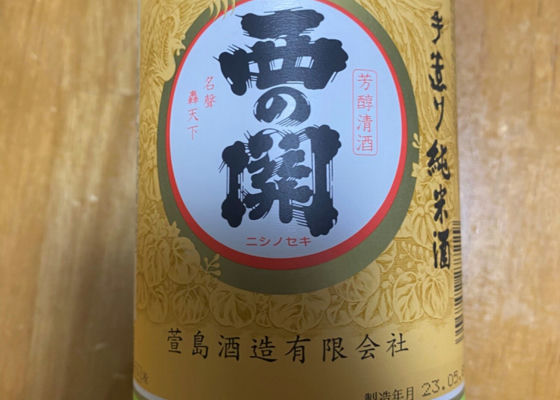 手造り純米酒
西の關
芳醇清酒
名聲
轟天下
ニシノセキ
萱島酒造有限会社
製造年月 23.05